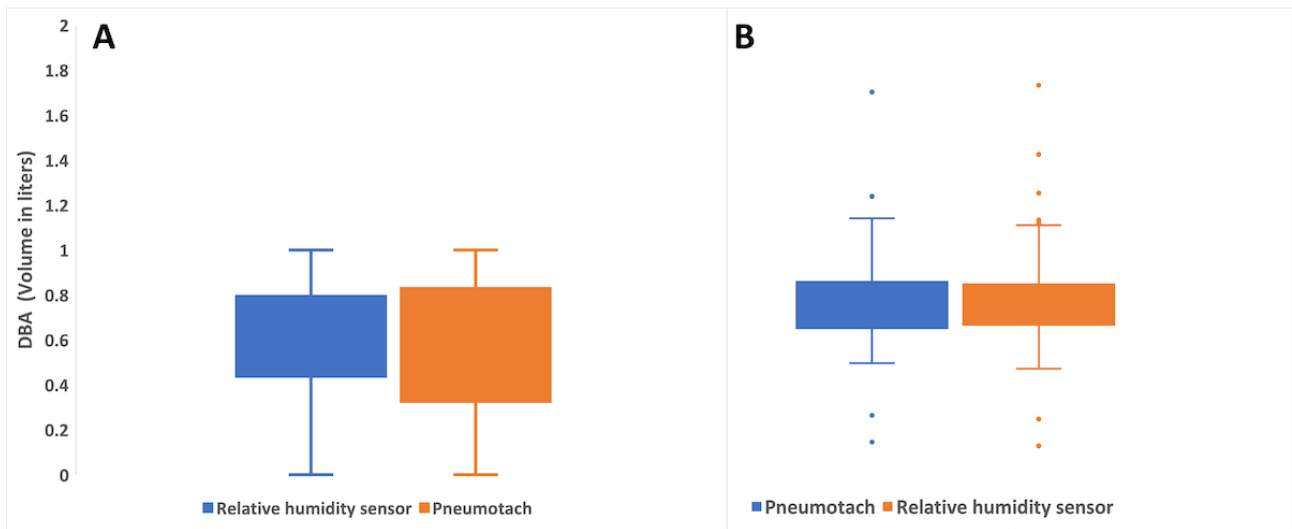 A
B
DBA (Volume in liters)
2
1.8
1.6
1.4
1.2
1
0.8
0.6
0.4
0.2
0
Relative humidity sensor Pneumotach
Pneumotach Relative humidity sensor